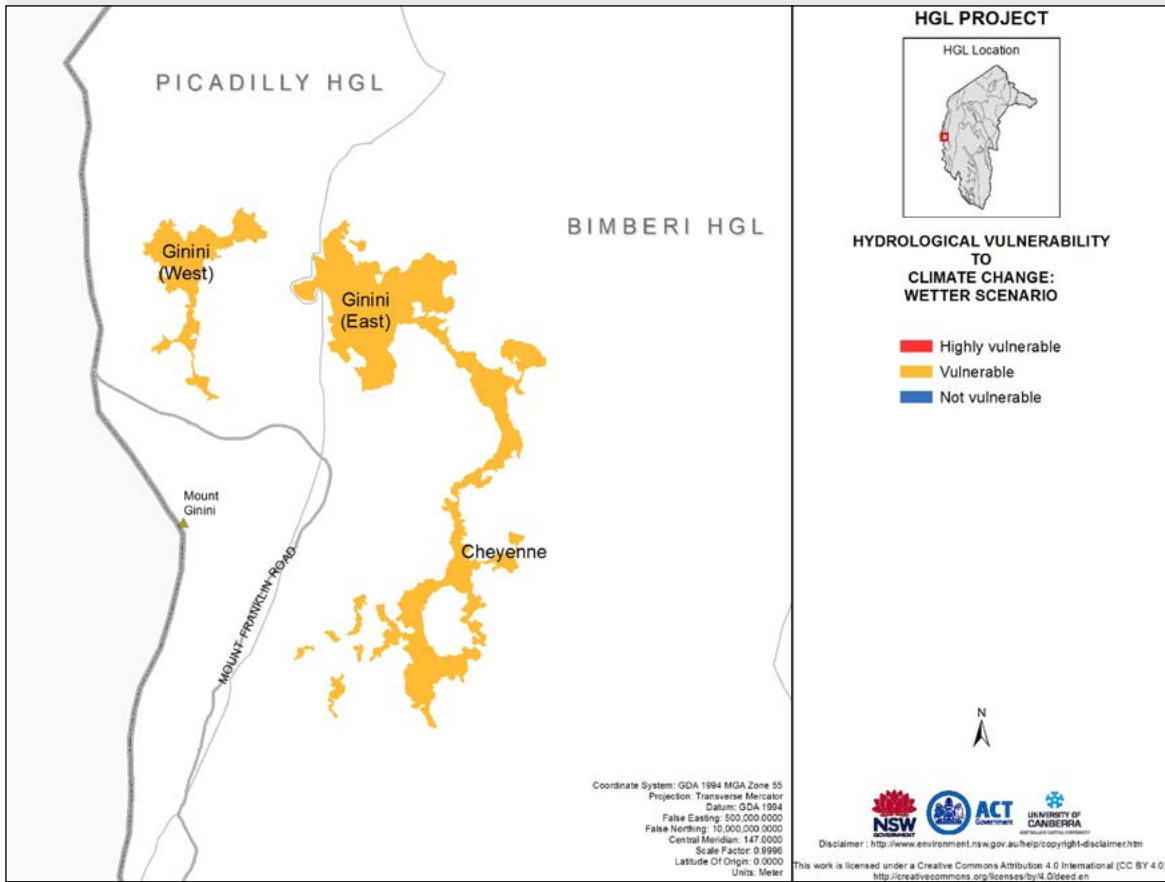 PICADILLY HGL
BIMBERI HGL
Ginini
(West)
Ginini
(East)
Mount
Ginini
Cheyenne
MOUNT FRANKLIN ROAD
Coordinate System: GDA 1994 MGA Zone 55
Projection: Transverse Mercator
Datum: GDA 1994
False Easting: 500,000.0000
False Northing: 10,000,000.0000
Central Meridian: 147.0000
Scale Factor: 0.9996
Latitude Of Origin: 0.0000
Units: Meter
HGL PROJECT
HGL Location
HYDROLOGICAL VULNERABILITY
TO
CLIMATE CHANGE:
WETTER SCENARIO
Highly vulnerable
Vulnerable
Not vulnerable
N
NSW
GOVERNMENT
ACT
Government
UNIVERSITY OF
CANBERRA
AUSTRALIA'S CAPITAL UNIVERSITY
Disclaimer : http://www.environment.nsw.gov.au/help/copyright-disclaimer.htm
This work is licensed under a Creative Commons Attribution 4.0 International (CC BY 4.0)
http://creativecommons.org/licenses/by/4.0/deed.en